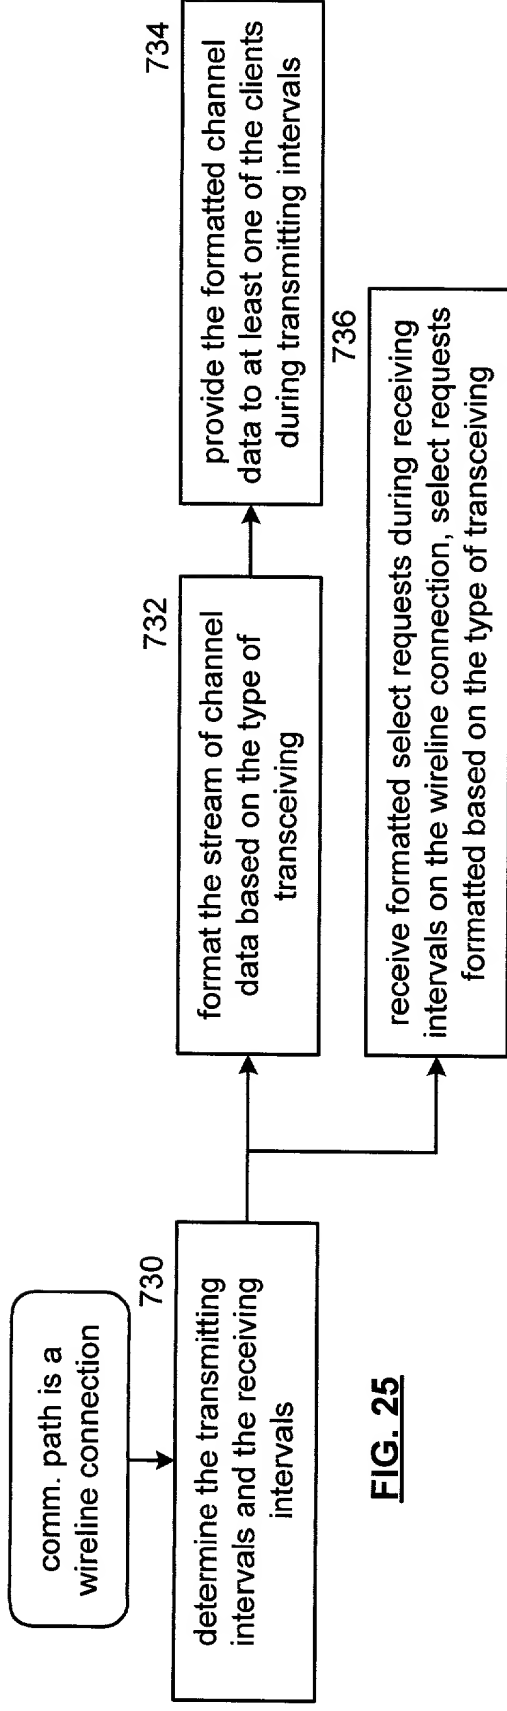 comm. path is a
wireline connection
730
determine the transmitting
intervals and the receiving
intervals
732
format the stream of channel
data based on the type of
transceiving
734
provide the formatted channel
data to at least one of the clients
during transmitting intervals
736
receive formatted select requests during receiving
intervals on the wireline connection, select requests
formatted based on the type of transceiving
FIG. 25